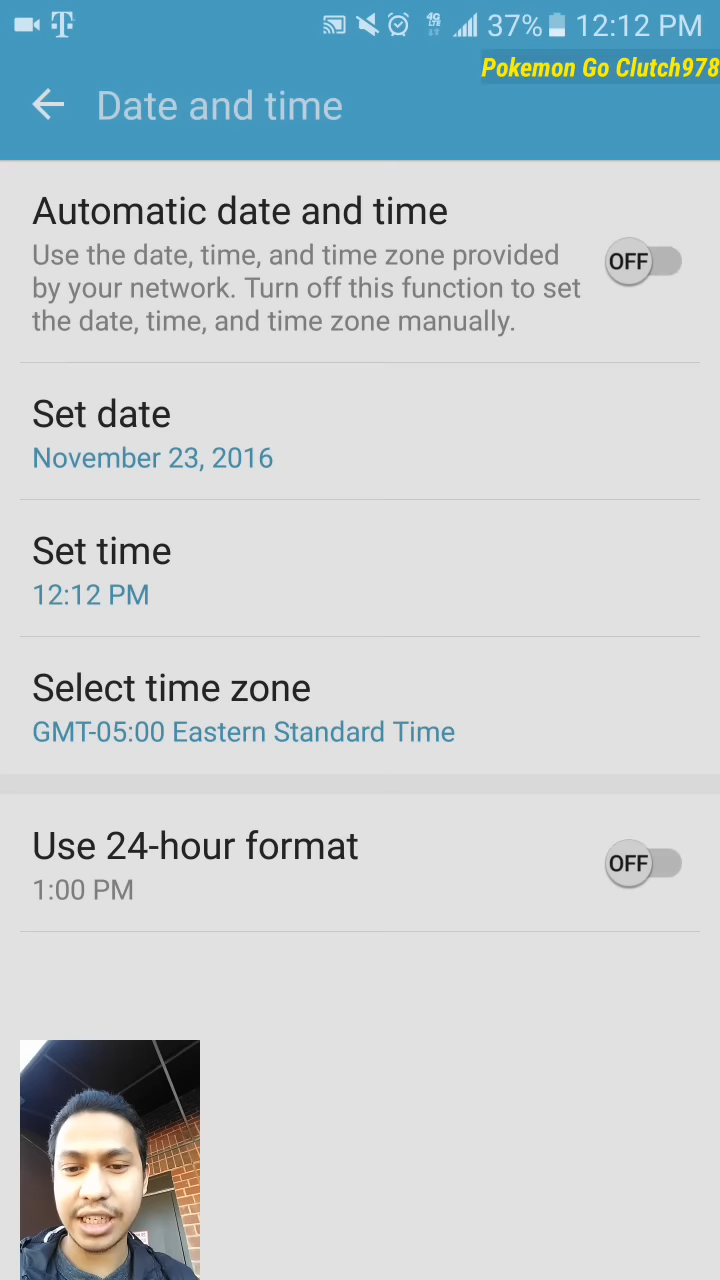 37% 12:12 PM
Pokemon Go Clutch978
Date and time
Automatic date and time
Use the date, time, and time zone provided
by your network. Turn off this function to set
the date, time, and time zone manually.
OFF
Set date
November 23, 2016
Set time
12:12 PM
Select time zone
GMT-05:00 Eastern Standard Time
Use 24-hour format
1:00 PM
OFF